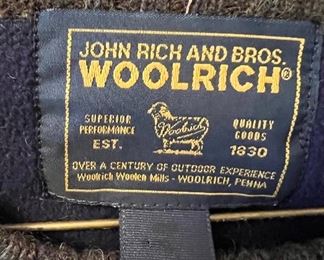 JOHN RICH AND BROS.
WOOLRICH®
SUPERIOR PERFORMANCE
QUALITY GOODS
Woolrich
EST. 1830
OVER A CENTURY OF OUTDOOR EXPERIENCE
Woolrich Woolen Mills - WOOLRICH, PENNA